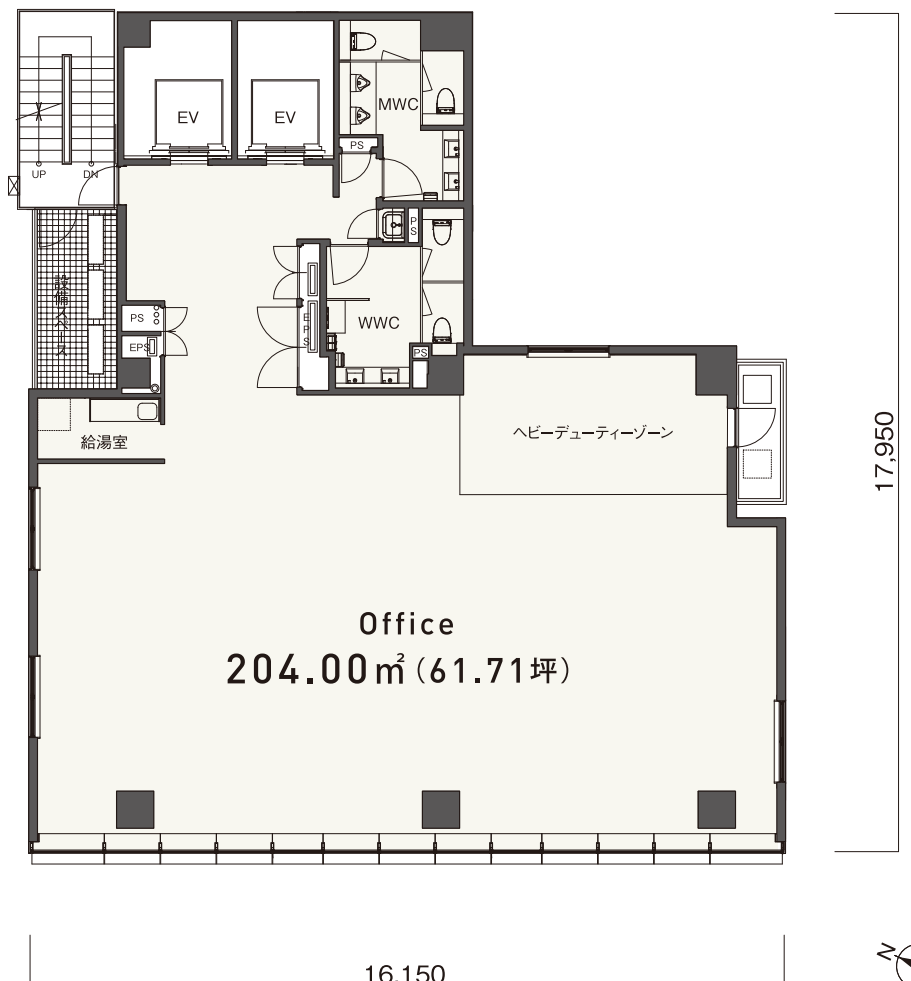 EV
EV
MWC
PS
UP
DN
PS
設備スペース
EPS
WWC
PS
EPS
PS
給湯室
ヘビーデューティーゾーン
17,950
Office
204.00㎡(61.71坪)
N
16,150